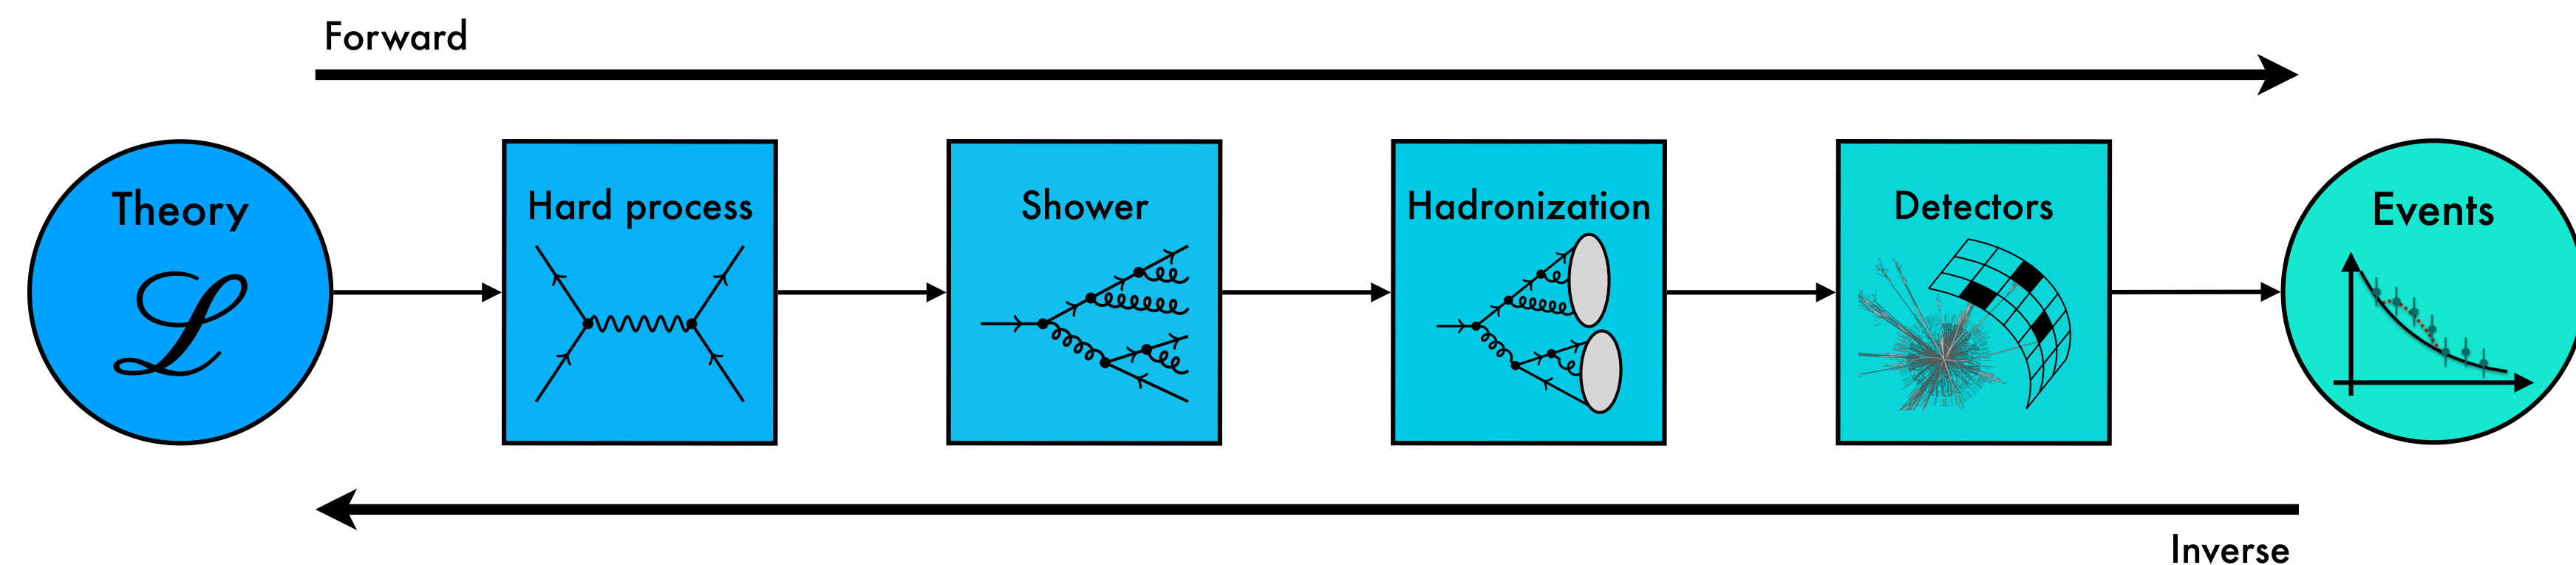 Forward
Theory
ℒ
Hard process
Shower
Hadronization
Detectors
Events
Inverse